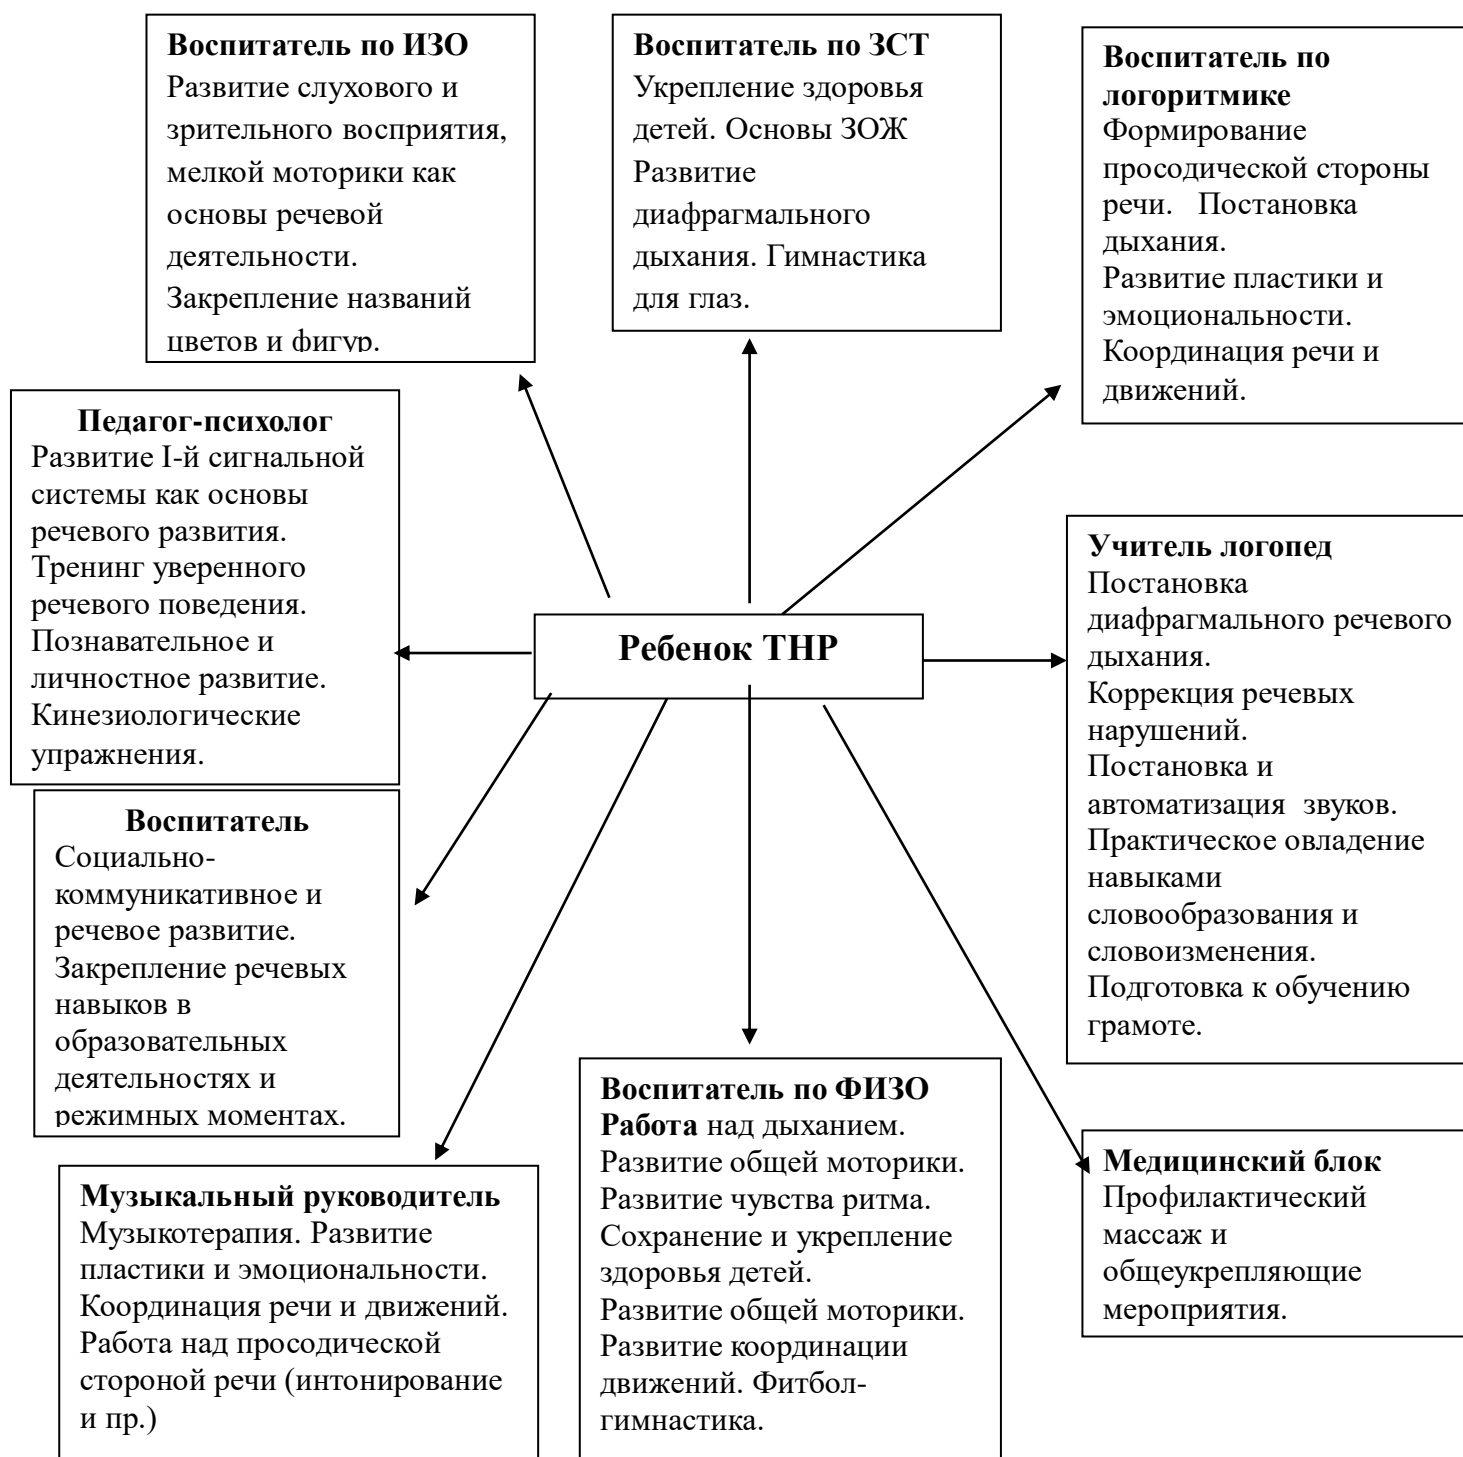 Воспитатель по ИЗО
Развитие слухового и
зрительного восприятия,
мелкой моторики как
основы речевой
деятельности.
Закрепление названий
цветов и фигур.
Воспитатель по ЗСТ
Укрепление здоровья
детей. Основы ЗОЖ
Развитие
диафрагмального
дыхания. Гимнастика
для глаз.
Воспитатель по
логоритмике
Формирование
просодической стороны
речи. Постановка
дыхания.
Развитие пластики и
эмоциональности.
Координация речи и
движений.
Педагог-психолог
Развитие I-й сигнальной
системы как основы
речевого развития.
Тренинг уверенного
речевого поведения.
Познавательное и
личностное развитие.
Кинезиологические
упражнения.
Ребенок ТНР
Учитель логопед
Постановка
диафрагмального речевого
дыхания.
Коррекция речевых
нарушений.
Постановка и
автоматизация звуков.
Практическое овладение
навыками
словообразования и
словоизменения.
Подготовка к обучению
грамоте.
Воспитатель
Социально-
коммуникативное и
речевое развитие.
Закрепление речевых
навыков в
образовательных
деятельностях и
режимных моментах.
Музыкальный руководитель
Музыкотерапия. Развитие
пластики и эмоциональности.
Координация речи и движений.
Работа над просодической
стороной речи (интонирование
и пр.)
Воспитатель по ФИЗО
Работа над дыханием.
Развитие общей моторики.
Развитие чувства ритма.
Сохранение и укрепление
здоровья детей.
Развитие общей моторики.
Развитие координации
движений. Фитбол-
гимнастика.
Медицинский блок
Профилактический
массаж и
общеукрепляющие
мероприятия.